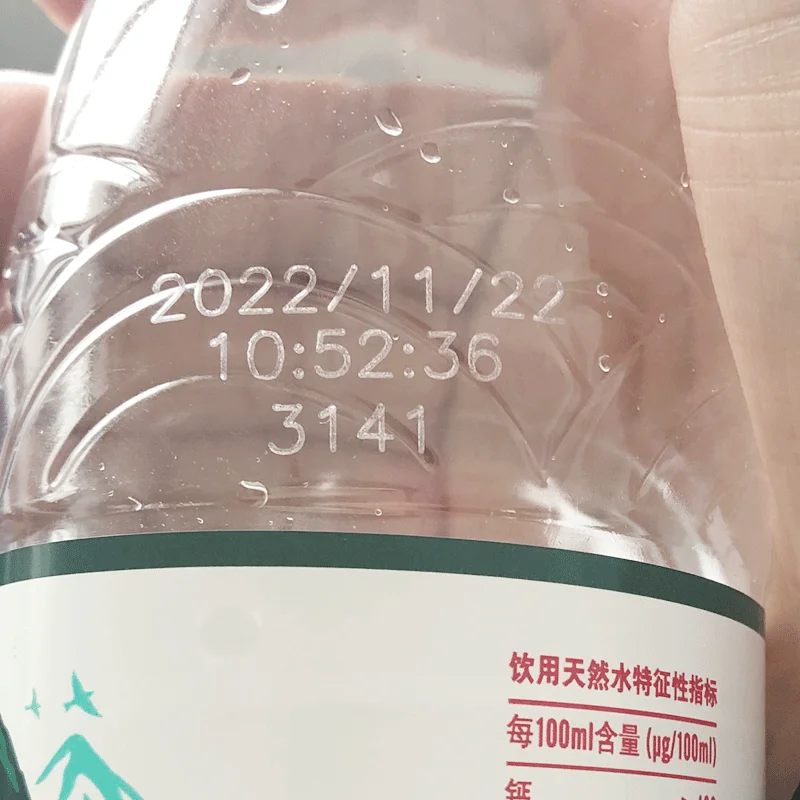 2022/11/22
10:52:36
3141
饮用天然水特征性指标
每100ml含量 (μg/100ml)
钙